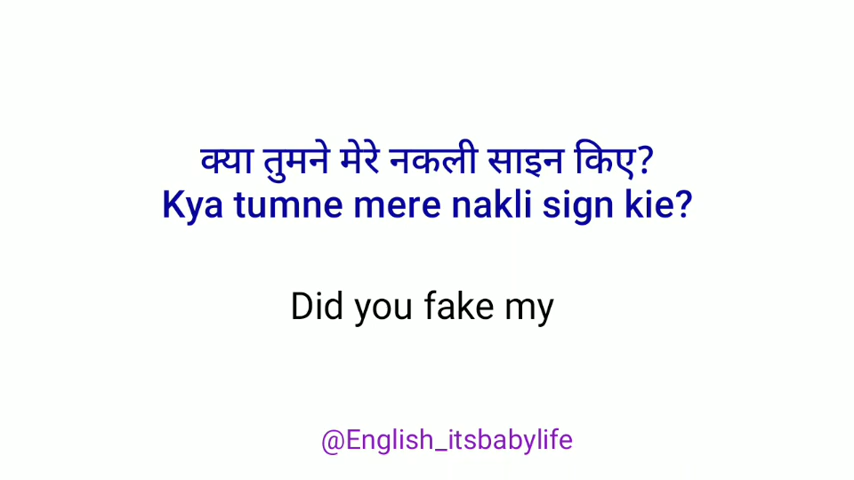 क्या तुमने मेरे नकली साइन किए?
Kya tumne mere nakli sign kie?
Did you fake my
@English_itsbabylife